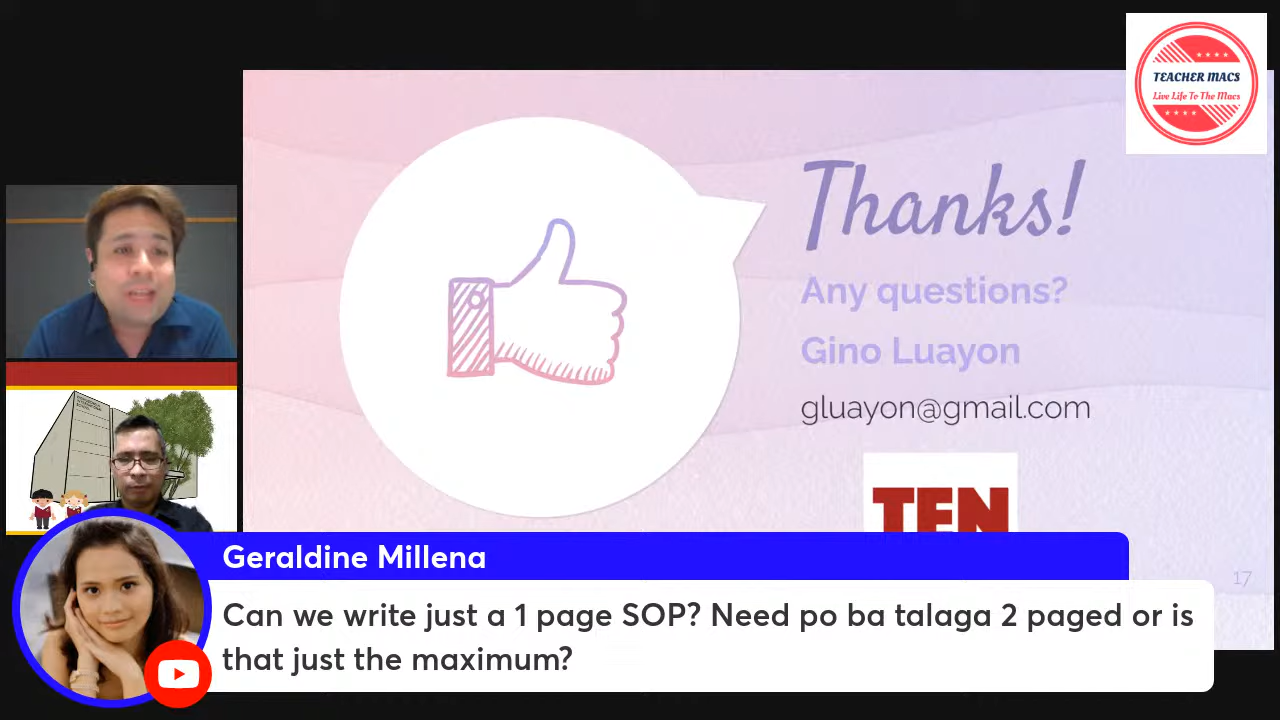 TEACHER MACS
Live Life To The Macs
Thanks!
Any questions?
Gino Luayon
gluayon@gmail.com
17
Geraldine Millena
Can we write just a 1 page SOP? Need po ba talaga 2 paged or is
that just the maximum?